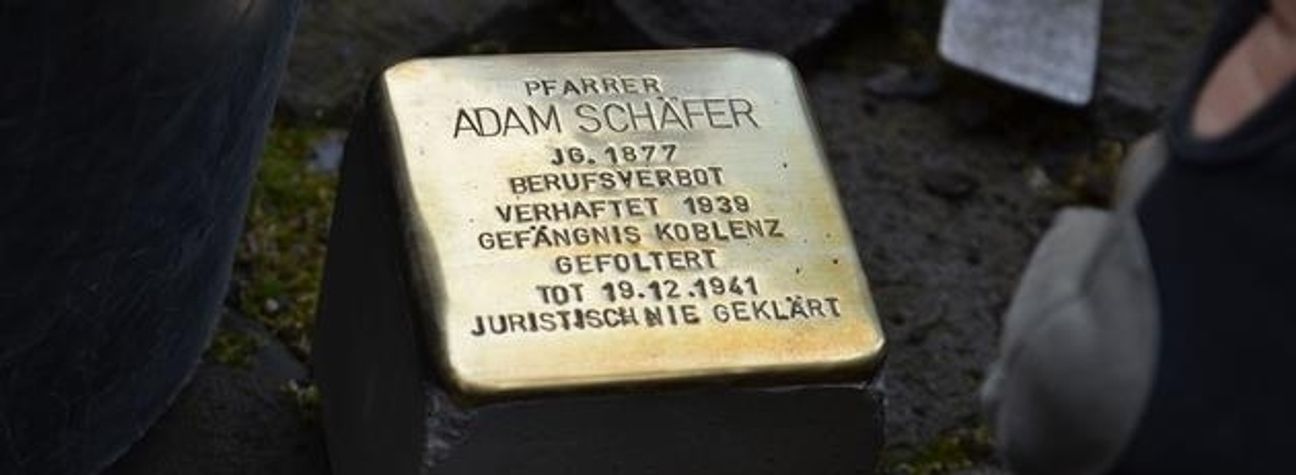 PFARRER
ADAM SCHÄFER
JG. 1877
BERUFSVERBOT
VERHAFTET 1939
GEFÄNGNIS KOBLENZ
GEFOLTERT
TOT 19.12.1941
JURISTISCH NIE GEKLÄRT